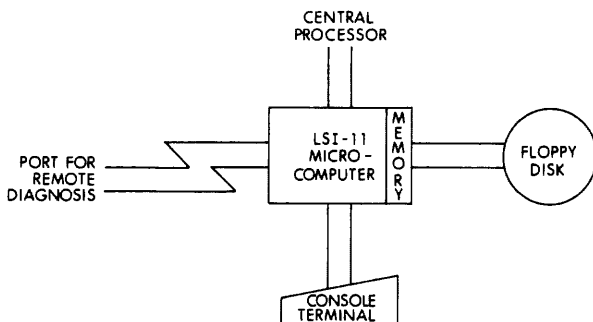 CENTRAL
PROCESSOR
LSI-11
MICRO-
COMPUTER
MEMORY
PORT FOR
REMOTE
DIAGNOSIS
FLOPPY
DISK
CONSOLE
TERMINAL